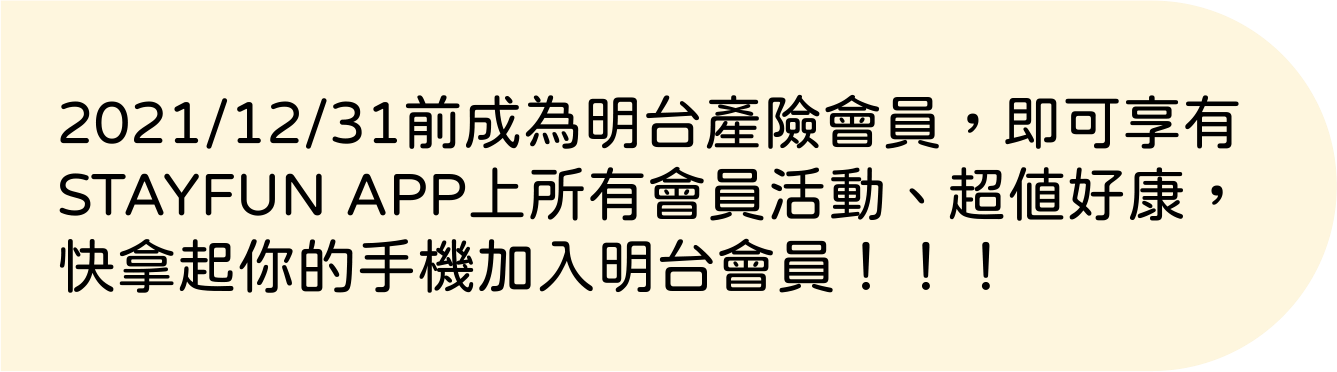 2021/12/31前成為明台產險會員，即可享有
STAYFUN APP上所有會員活動、超值好康，
快拿起你的手機加入明台會員！！！